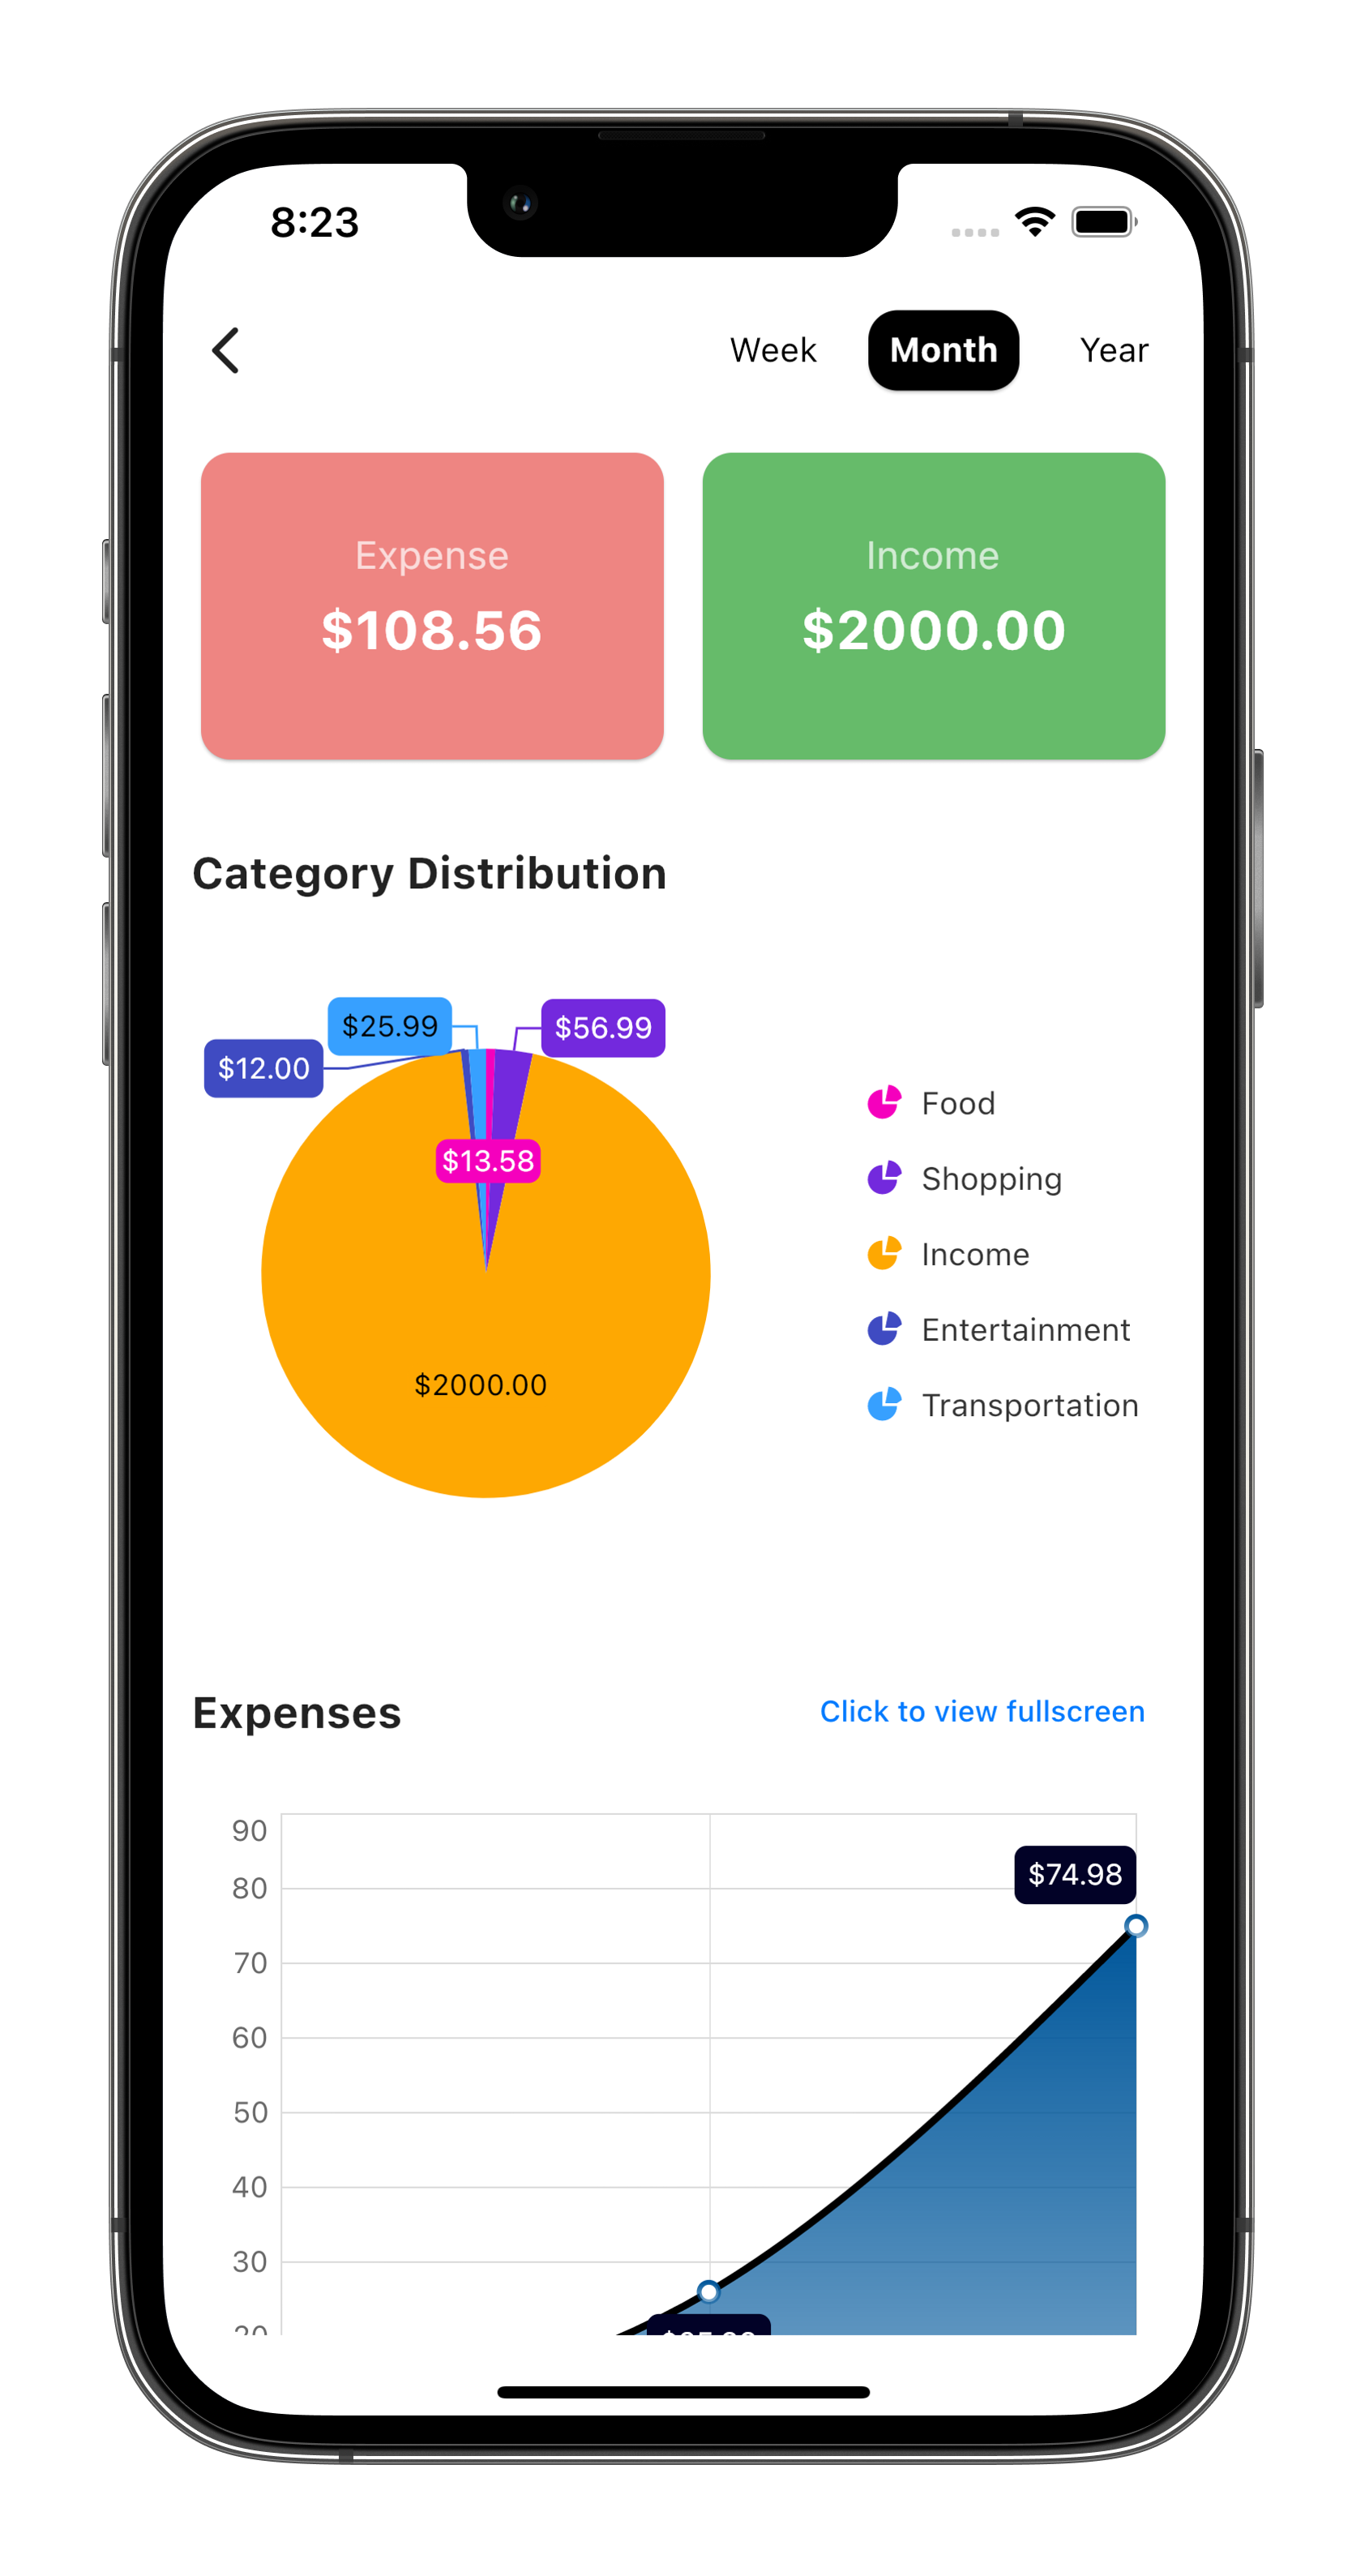 8:23
Week Month Year
Expense
$108.56
Income
$2000.00
Category Distribution
$25.99
$56.99
$12.00
$13.58
$2000.00
Food
Shopping
Income
Entertainment
Transportation
Expenses
Click to view fullscreen
90
80
70
60
50
40
30
$74.98